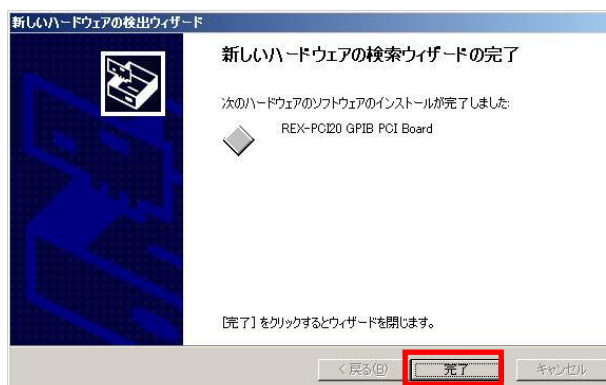 新しいハードウェアの検出ウィザード
新しいハードウェアの検索ウィザードの完了
次のハードウェアのソフトウェアのインストールが完了しました:
REX-PCI20 GPIB PCI Board
[完了] をクリックするとウィザードを閉じます。
< 戻る(B)
完了
キャンセル